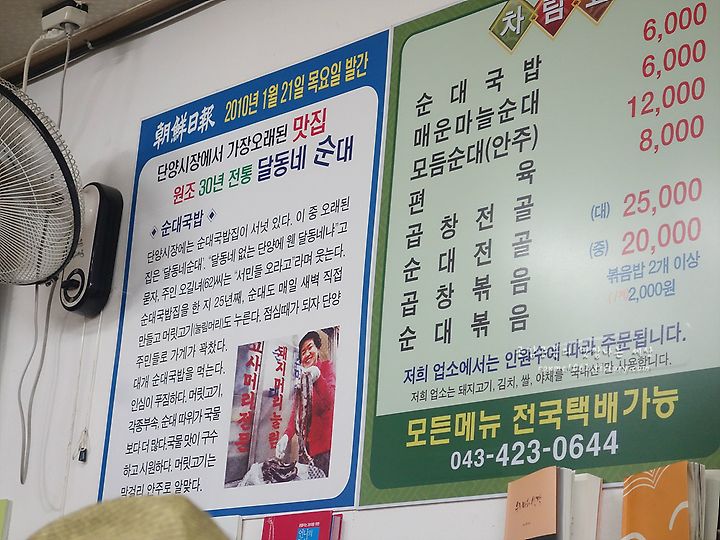 朝鮮日報 2010년 1월 21일 목요일 발간
단양시장에서 가장오래된 맛집
원조 30년 전통 달동네 순대
순대국밥
단양시장에는 순대국밥집이 서넛 있다. 이 중 오래된
집은 '달동네순대'. '달동네 없는 단양에 웬 달동네냐'고
묻자, 주인 오길녀(62)씨는 "서민들 오라고"라며 웃는다.
순대국밥집을 한 지 25년째, 순대도 매일 새벽 직접
만들고 머릿고기(눌림머리)도 누른다. 점심때가 되자 단양
주민들로 가게가 꽉찼다.
대개 순대국밥을 먹는다.
인심이 푸짐하다. 머릿고기,
각종부속, 순대 따위가 국물
보다 더 많다. 국물 맛이 구수
하고 시원하다. 머릿고기는
막걸리 안주로 알맞다.
고사머리전문
돼지머리눌림
차림표
6,000
순대국밥 6,000
매운마늘순대 12,000
모듬순대(안주) 8,000
편육
곱창전골 (대) 25,000
순대전골 (중) 20,000
곱창볶음 볶음밥 2개 이상
순대볶음 2,000원
저희 업소에서는 인원수에 따라 주문됩니다.
저희 업소는 돼지고기, 김치, 쌀, 야채를 국내산 만 사용합니다.
모든메뉴 전국택배가능
043-423-0644